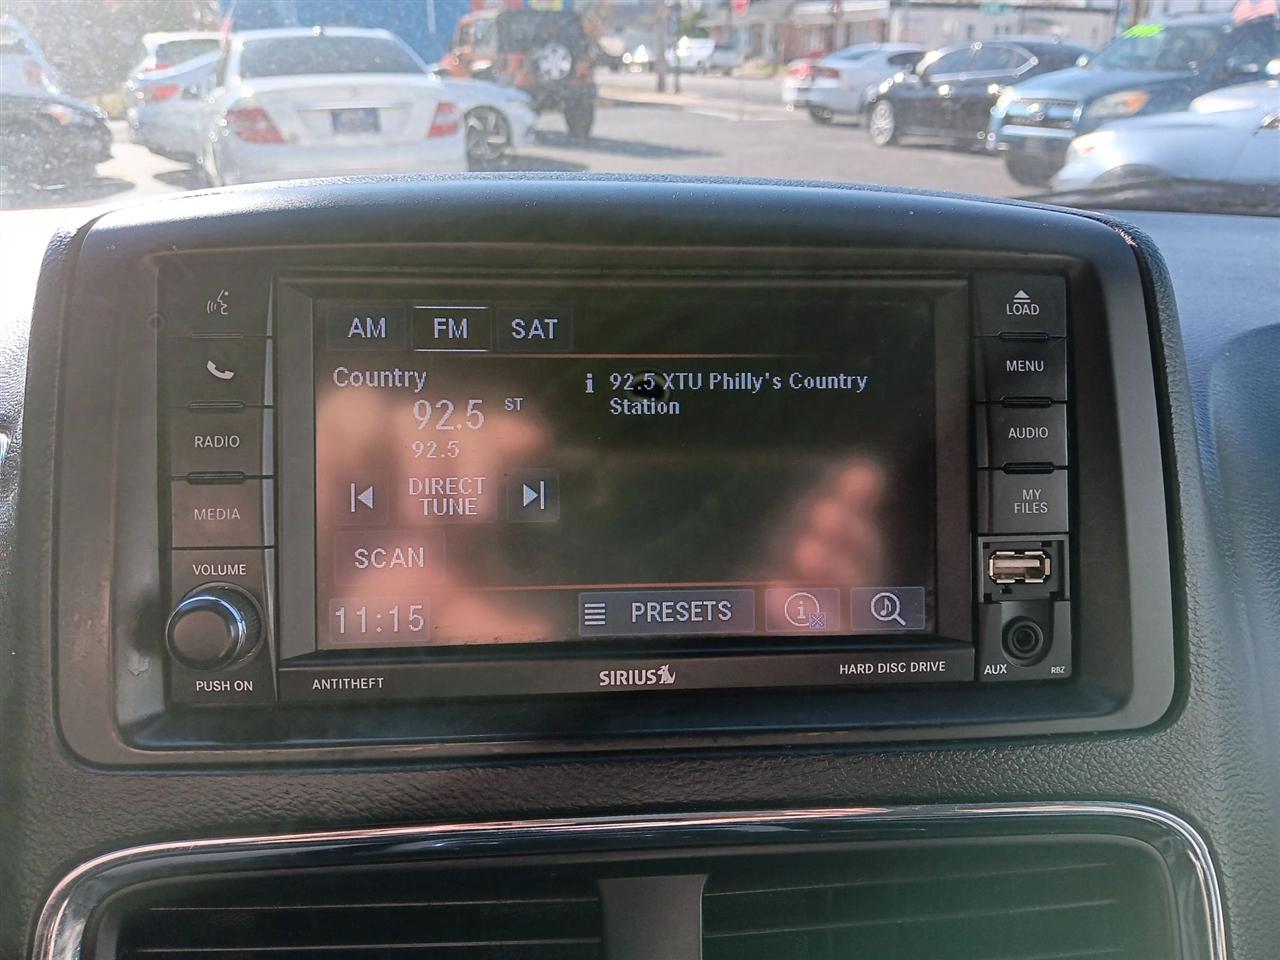 AM FM SAT
Country
92.5 ST
92.5
i 92.5 XTU Philly's Country
Station
DIRECT
TUNE
SCAN
11:15
PRESETS
RADIO
MEDIA
VOLUME
PUSH ON
LOAD
MENU
AUDIO
MY
FILES
AUX
RBZ
ANTITHEFT
SIRIUS
HARD DISC DRIVE